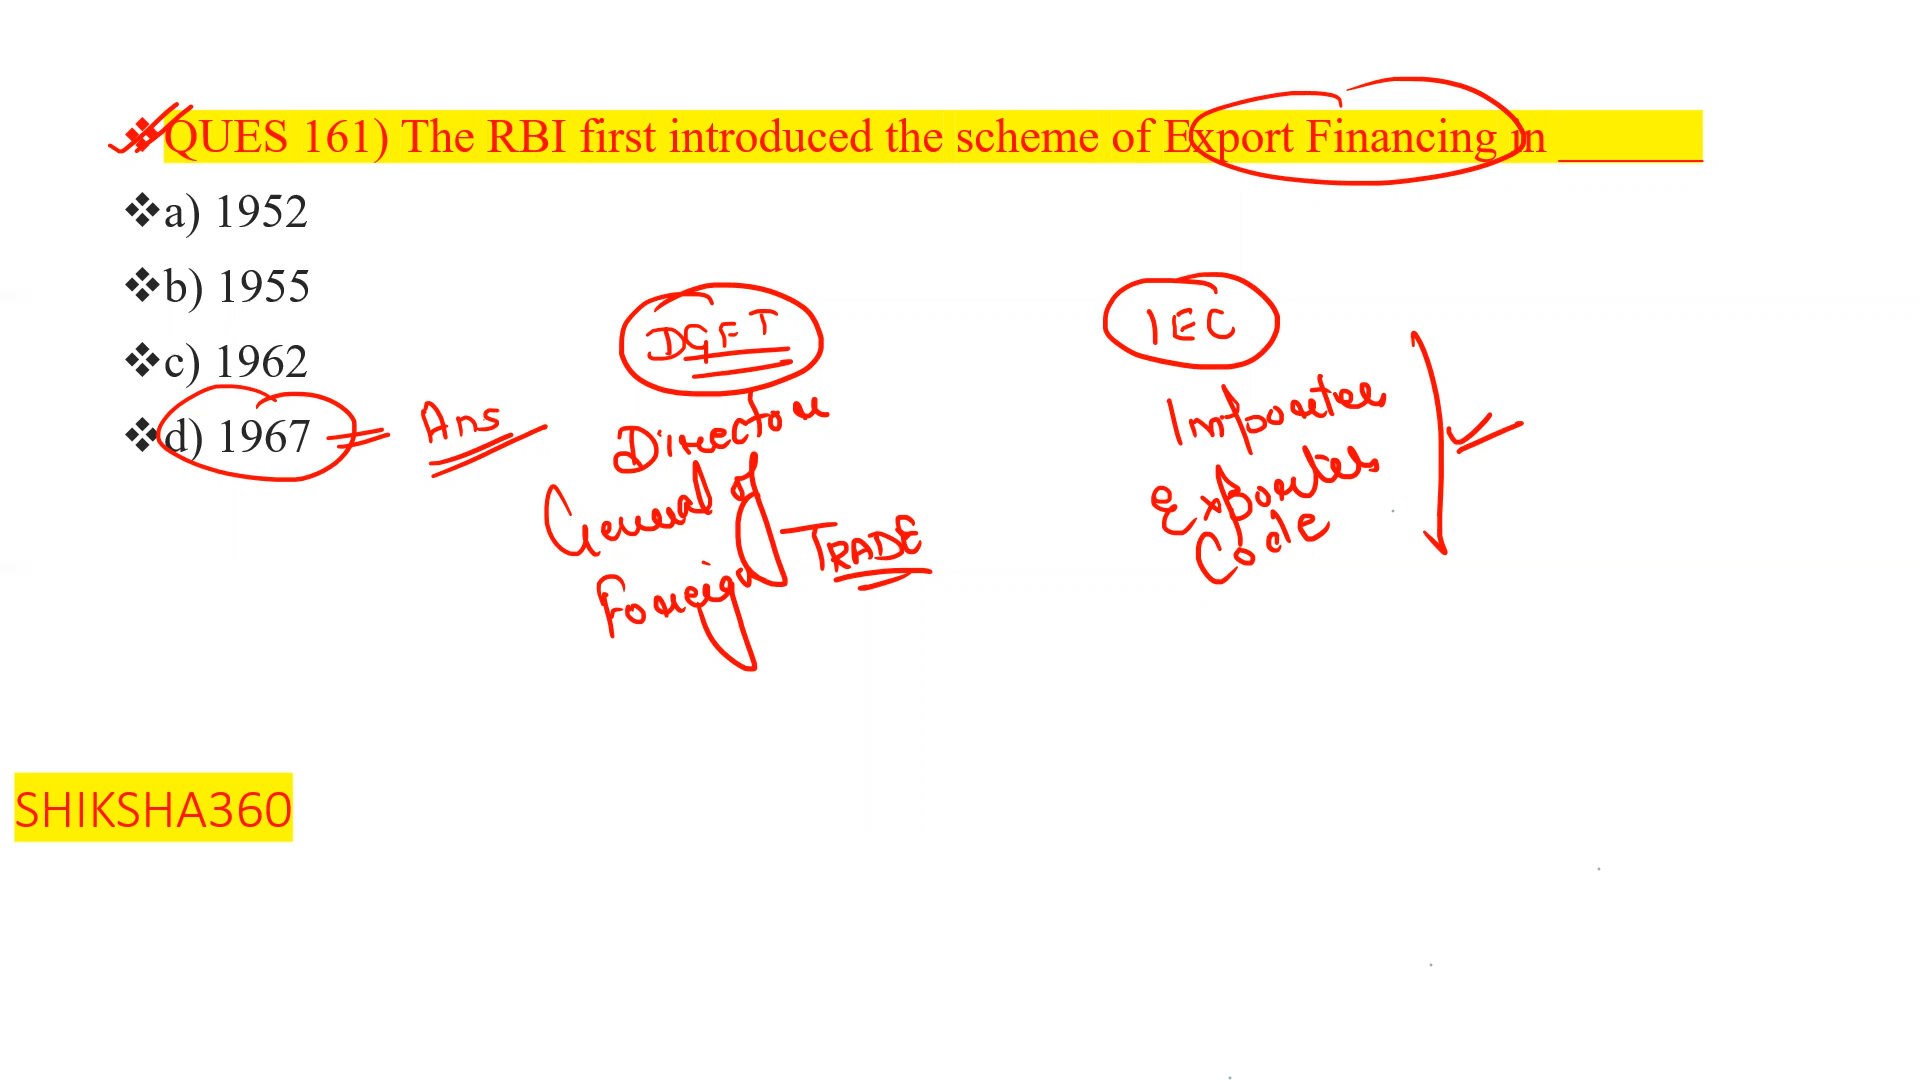 ❖QUES 161) The RBI first introduced the scheme of Export Financing in ______
❖a) 1952
❖b) 1955
❖c) 1962
❖d) 1967
Ans
DGFT
Director
General of
Foreign
TRADE
IEC
Importer
Exporter
Code
SHIKSHA360